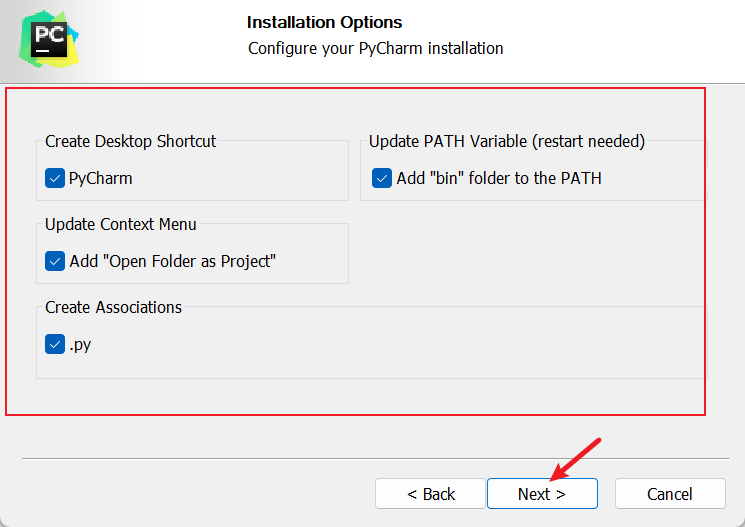 PC
Installation Options
Configure your PyCharm installation
Create Desktop Shortcut
PyCharm
Update PATH Variable (restart needed)
Add "bin" folder to the PATH
Update Context Menu
Add "Open Folder as Project"
Create Associations
.py
< Back
Next >
Cancel